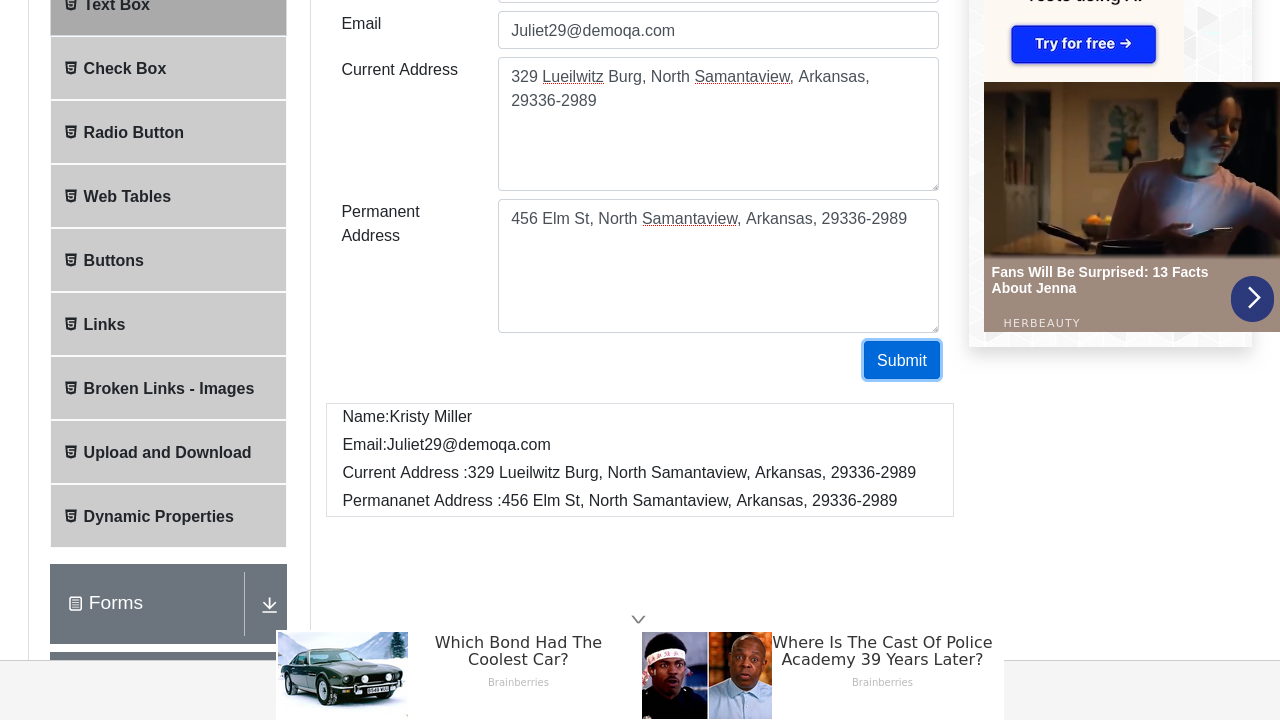 Text Box
Check Box
Radio Button
Web Tables
Buttons
Links
Broken Links - Images
Upload and Download
Dynamic Properties
Forms
Email
Juliet29@demoqa.com
Current Address
329 Lueilwitz Burg, North Samantaview, Arkansas,
29336-2989
Permanent
Address
456 Elm St, North Samantaview, Arkansas, 29336-2989
Submit
Name:Kristy Miller
Email:Juliet29@demoqa.com
Current Address :329 Lueilwitz Burg, North Samantaview, Arkansas, 29336-2989
Permananet Address :456 Elm St, North Samantaview, Arkansas, 29336-2989
Try for free →
Fans Will Be Surprised: 13 Facts
About Jenna
HERBEAUTY
Which Bond Had The
Coolest Car?
Brainberries
Where Is The Cast Of Police
Academy 39 Years Later?
Brainberries